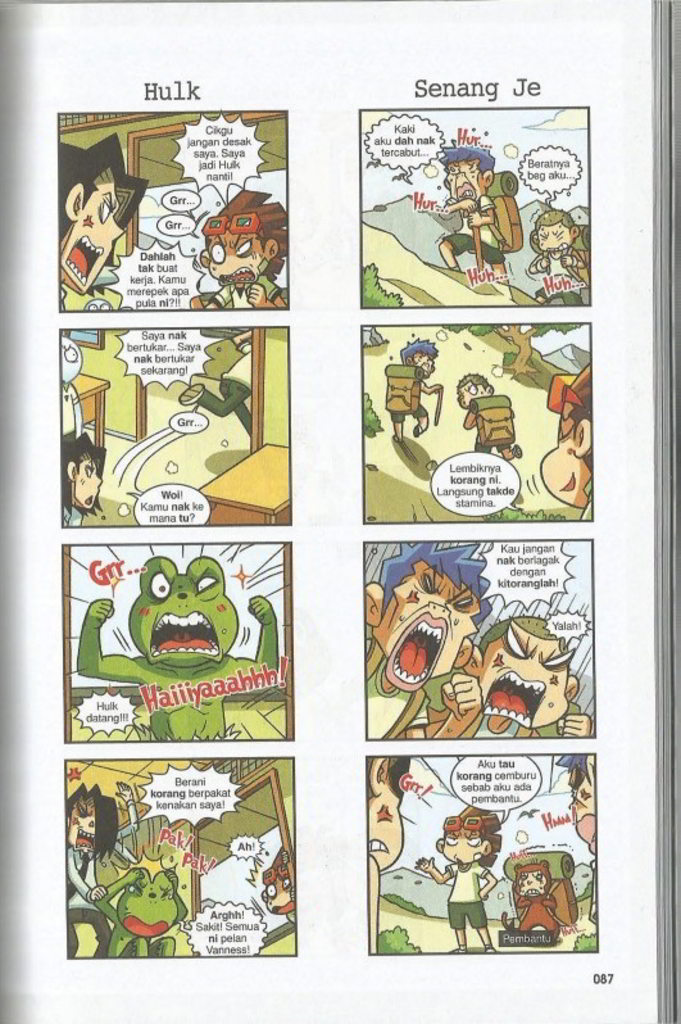 Hulk
Cikgu
jangan desak
saya. Saya
jadi Hulk
nanti!
Grr...
Grr...
Dahlah
tak buat
kerja. Kamu
merepek apa
pula ni?!!
Saya nak
bertukar... Saya
nak bertukar
sekarang!
Grr...
Woi!
Kamu nak ke
mana tu?
Grr...
Haiiiyaaahhh!
Hulk
datang!!!
Berani
korang berpakat
kenakan saya!
Pak!
Pak!
Ah!
Arghh!
Sakit! Semua
ni pelan
Vanness!
Senang Je
Kaki
aku dah nak
tercabut...
Hur...
Beratnya
beg aku...
Hur...
Huh...
Huh...
Lembiknya
korang ni.
Langsung takde
stamina.
Kau jangan
nak berlagak
dengan
kitoranglah!
Yalah!
Aku tau
korang cemburu
sebab aku ada
pembantu.
Grr!
Hmm!
Huff...
Huff...
Pembantu
087